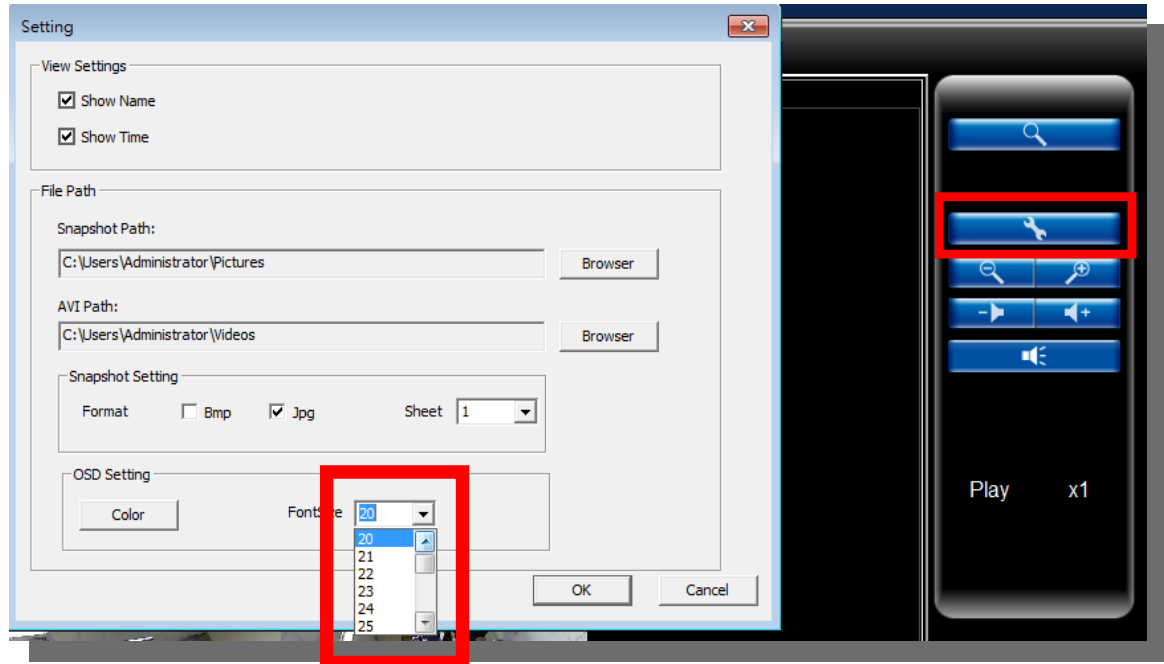 Setting
View Settings
Show Name
Show Time
File Path
Snapshot Path:
C:\Users\Administrator\Pictures
Browser
AVI Path:
C:\Users\Administrator\Videos
Browser
Snapshot Setting
Format Bmp Jpg Sheet 1
OSD Setting
Color 20
20
21
22
23
24
25
OK Cancel
Play x1